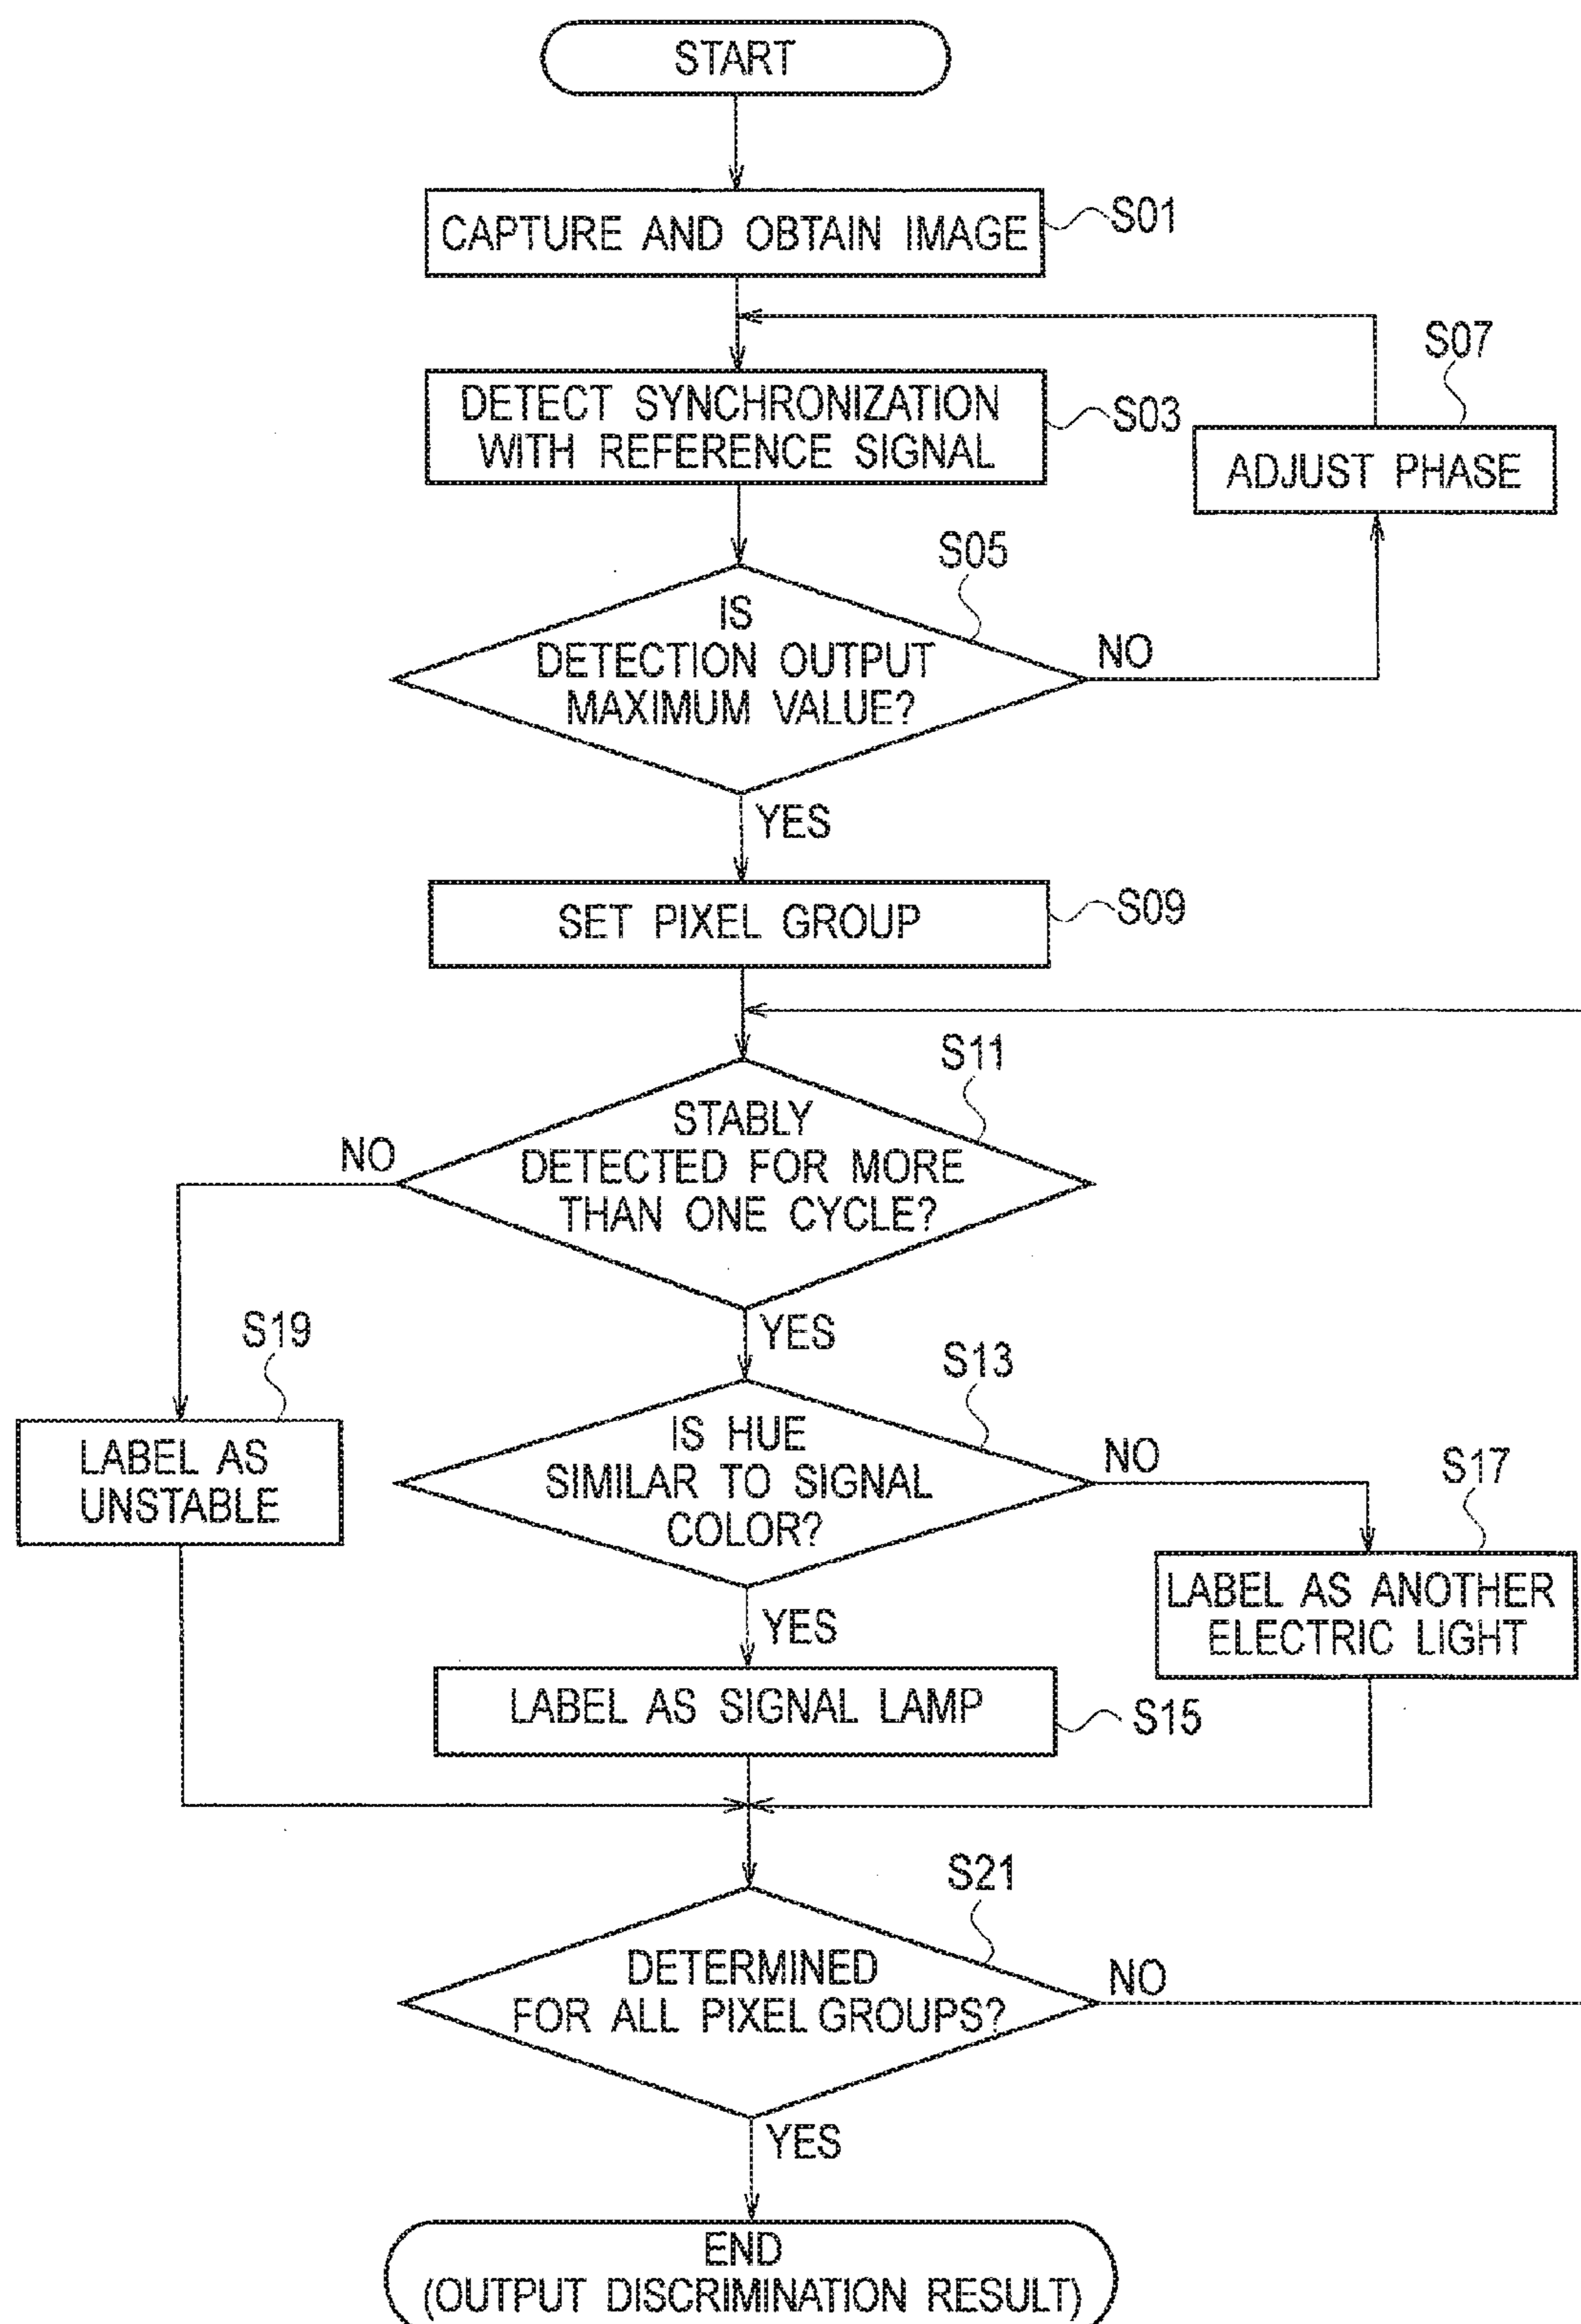 START
CAPTURE AND OBTAIN IMAGE
S01
S07
DETECT SYNCHRONIZATION
WITH REFERENCE SIGNAL
S03
ADJUST PHASE
S05
IS
DETECTION OUTPUT
MAXIMUM VALUE?
NO
YES
SET PIXEL GROUP
S09
S11
STABLY
DETECTED FOR MORE
THAN ONE CYCLE?
NO
YES
S19
LABEL AS
UNSTABLE
S13
IS HUE
SIMILAR TO SIGNAL
COLOR?
NO
S17
LABEL AS ANOTHER
ELECTRIC LIGHT
YES
LABEL AS SIGNAL LAMP
S15
S21
DETERMINED
FOR ALL PIXEL GROUPS?
NO
YES
END
(OUTPUT DISCRIMINATION RESULT)